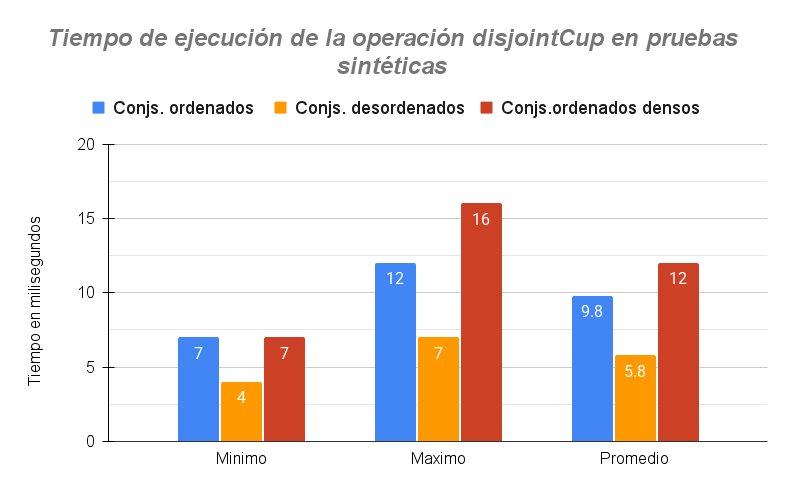 Tiempo de ejecución de la operación disjointCup en pruebas
sintéticas
Conjs. ordenados Conjs. desordenados Conjs.ordenados densos
Tiempo en milisegundos
20
15
10
5
0
7 4 7
12 7 16
9.8 5.8 12
Minimo Maximo Promedio